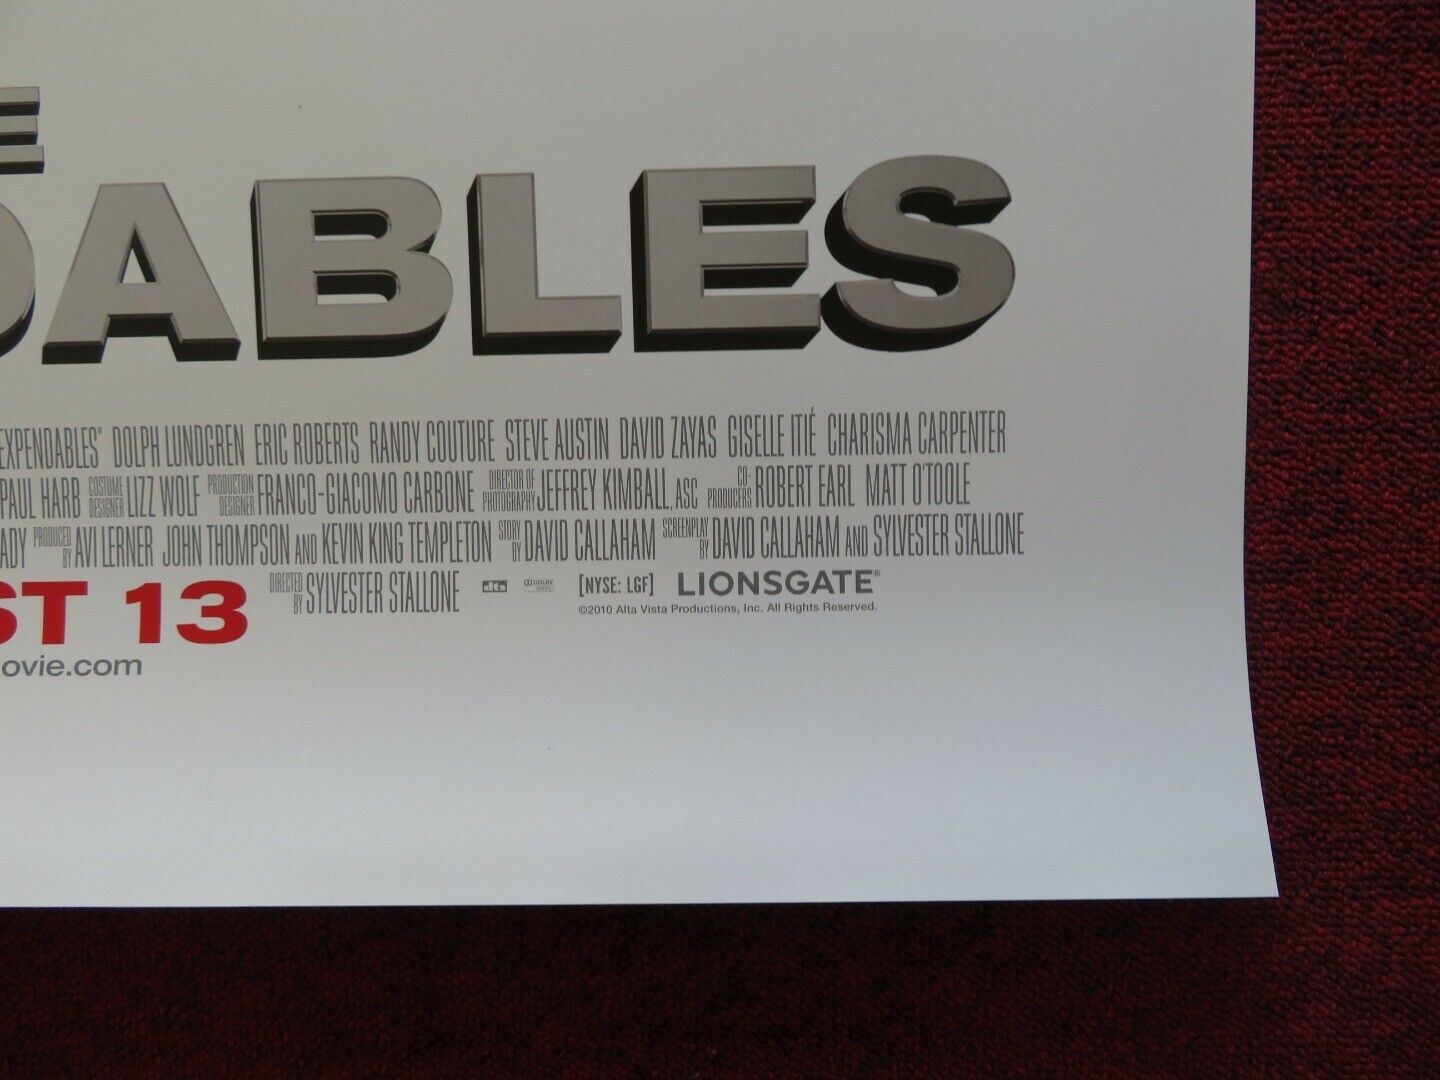 E
DABLES
EXPENDABLES" DOLPH LUNDGREN ERIC ROBERTS RANDY COUTURE STEVE AUSTIN DAVID ZAYAS GISELLE ITIÉ CHARISMA CARPENTER
PAUL HARB COSTUME DESIGNER LIZZ WOLF PRODUCTION DESIGNER FRANCO-GIACOMO CARBONE DIRECTOR OF PHOTOGRAPHY JEFFREY KIMBALL, ASC CO-PRODUCERS ROBERT EARL MATT O'TOOLE
ADY PRODUCED BY AVI LERNER JOHN THOMPSON AND KEVIN KING TEMPLETON STORY BY DAVID CALLAHAM SCREENPLAY BY DAVID CALLAHAM AND SYLVESTER STALLONE
ST 13 DIRECTED BY SYLVESTER STALLONE dts DOLBY [NYSE: LGF] LIONSGATE®
©2010 Alta Vista Productions, Inc. All Rights Reserved.
ovie.com